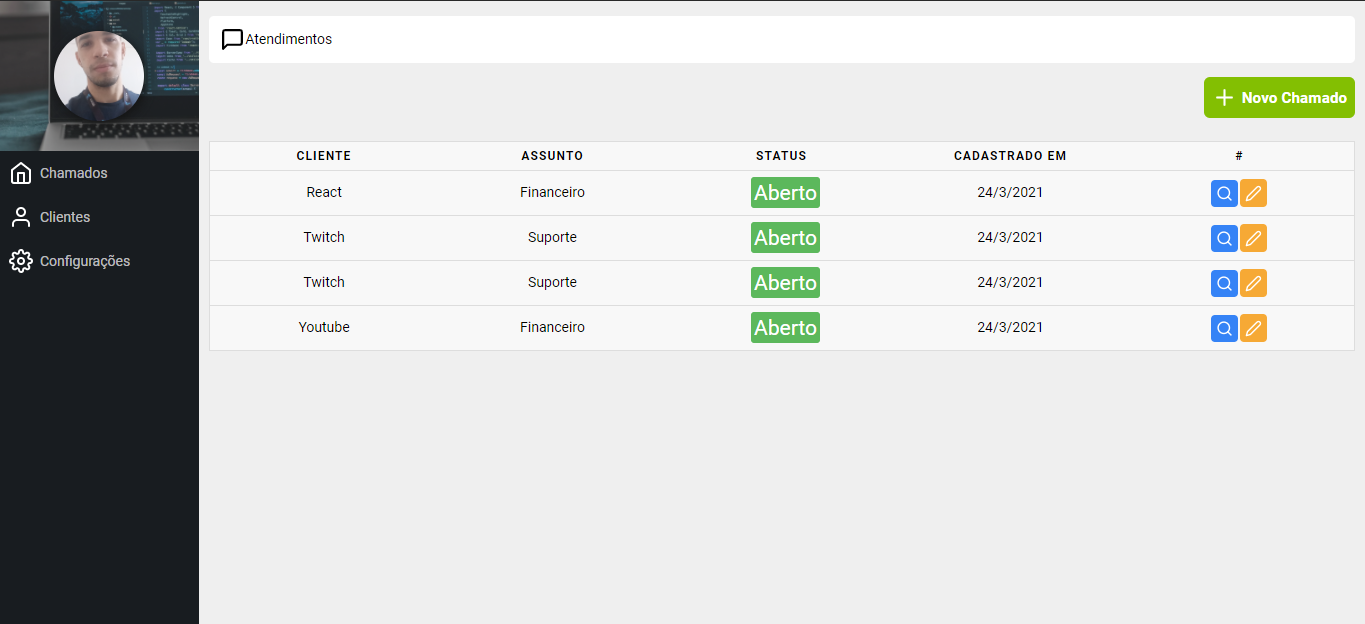 Atendimentos
Novo Chamado
Chamados
Clientes
Configurações
CLIENTE ASSUNTO STATUS CADASTRADO EM #
React Financeiro Aberto 24/3/2021
Twitch Suporte Aberto 24/3/2021
Twitch Suporte Aberto 24/3/2021
Youtube Financeiro Aberto 24/3/2021